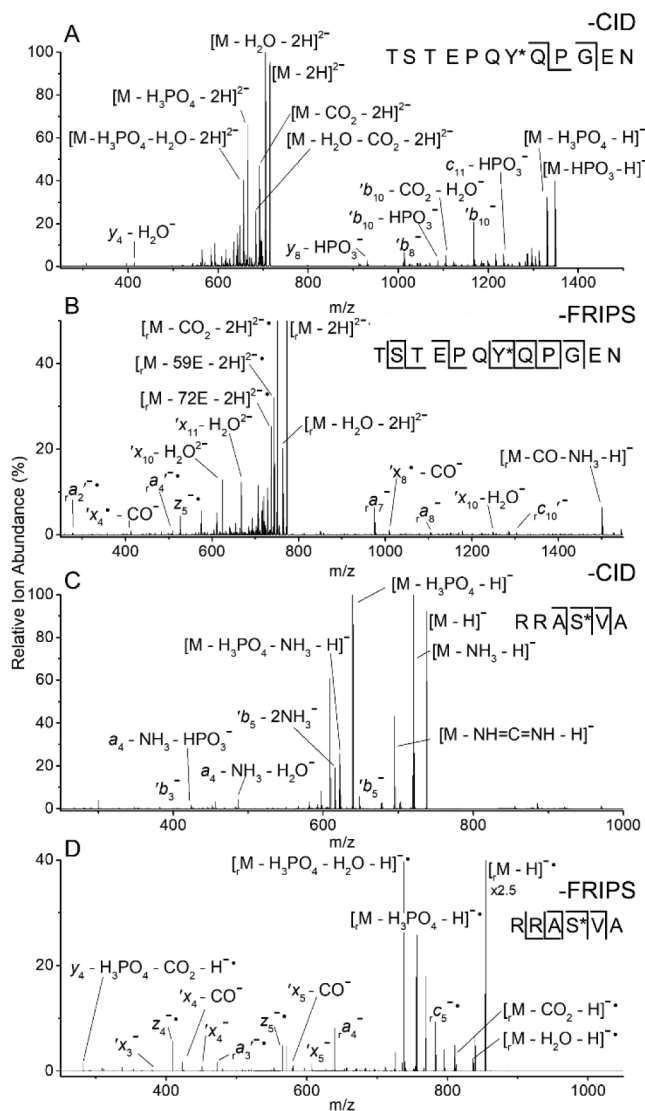 A
-CID
T S T E P Q Y* Q P G E N
[M - H₂O - 2H]²⁻
[M - 2H]²⁻
[M - H₃PO₄ - 2H]²⁻
[M - CO₂ - 2H]²⁻
[M - H₃PO₄-H₂O - 2H]²⁻
[M - H₂O - CO₂ - 2H]²⁻
[M - H₃PO₄ - H]⁻
c₁₁ - HPO₃⁻
[M-HPO₃-H]⁻
'b₁₀ - CO₂ - H₂O⁻
'b₁₀ - HPO₃⁻
'b₁₀⁻
y₄ - H₂O⁻
y₈ - HPO₃⁻
'b₈⁻
100
80
60
40
20
0
200 400 600 800 1000 1200 1400
m/z
B
-FRIPS
T S T E P Q Y* Q P G E N
[ᵣM - CO₂ - 2H]²⁻•
[ᵣM - 2H]²⁻
[ᵣM - 59E - 2H]²⁻•
[ᵣM - 72E - 2H]²⁻•
'x₁₁- H₂O²⁻
[ᵣM - H₂O - 2H]²⁻
'x₁₀- H₂O²⁻
[ᵣM - CO-NH₃-H]⁻
ᵣa₂'⁻•
ᵣa₄'⁻•
z₅⁻•
'x₄• - CO⁻
ᵣa₇⁻
'x₈• - CO⁻
ᵣa₈⁻
'x₁₀-H₂O⁻
ᵣc₁₀'⁻
40
20
0
200 400 600 800 1000 1200 1400
m/z
Relative Ion Abundance (%)
C
-CID
R R A S* V A
[M - H₃PO₄ - H]⁻
[M - H]⁻
[M - H₃PO₄ - NH₃ - H]⁻
[M - NH₃ - H]⁻
'b₅ - 2NH₃⁻
[M - NH=C=NH - H]⁻
a₄ - NH₃ - HPO₃⁻
a₄ - NH₃ - H₂O⁻
'b₃⁻
'b₅⁻
100
80
60
40
20
0
400 600 800 1000
m/z
D
-FRIPS
R R A S* V A
[ᵣM - H₃PO₄ - H₂O - H]⁻•
[ᵣM - H]⁻•
x2.5
[ᵣM - H₃PO₄ - H]⁻•
y₄ - H₃PO₄ - CO₂ - H⁻•
'x₄ - CO⁻
'x₅ - CO⁻
z₄⁻•
'x₄⁻
z₅⁻•
ᵣc₅⁻•
'x₃⁻
ᵣa₃'⁻•
'x₅⁻
ᵣa₄⁻
[ᵣM - CO₂ - H]⁻•
[ᵣM - H₂O - H]⁻•
40
20
0
400 600 800 1000
m/z